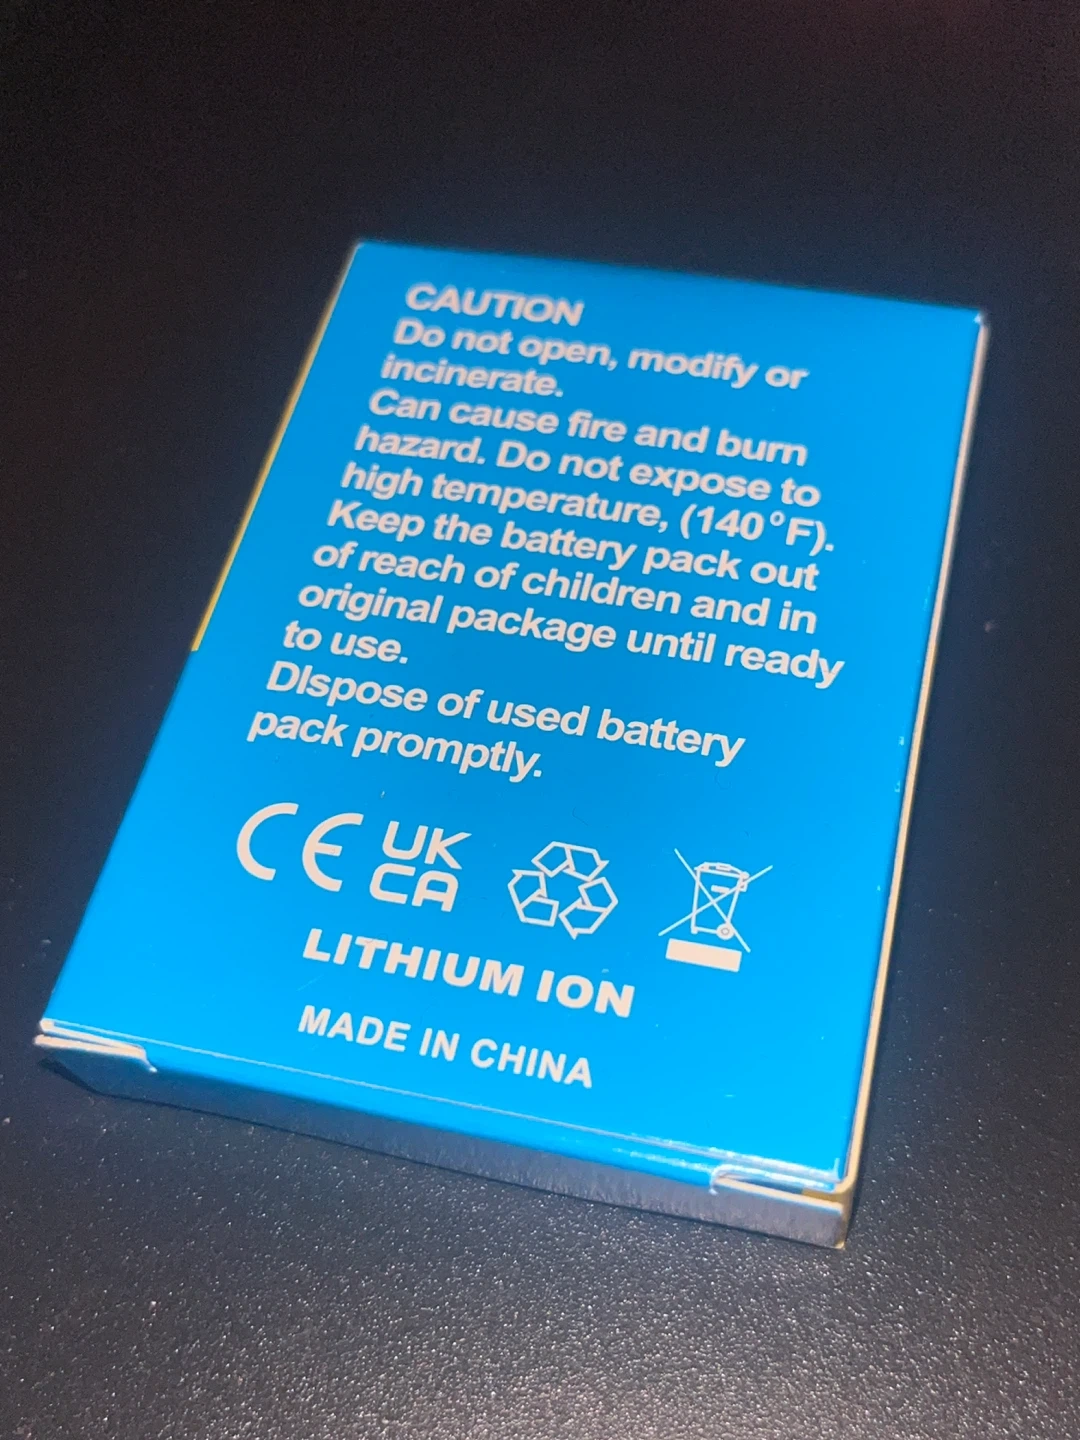 CAUTION
Do not open, modify or
incinerate.
Can cause fire and burn
hazard. Do not expose to
high temperature, (140°F).
Keep the battery pack out
of reach of children and in
original package until ready
to use.
DIspose of used battery
pack promptly.
CE UK
CA
LITHIUM ION
MADE IN CHINA